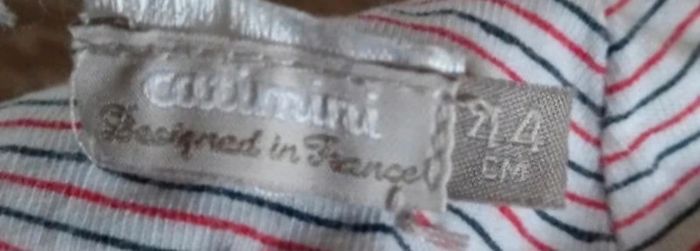 catimini
Designed in France
74
CM